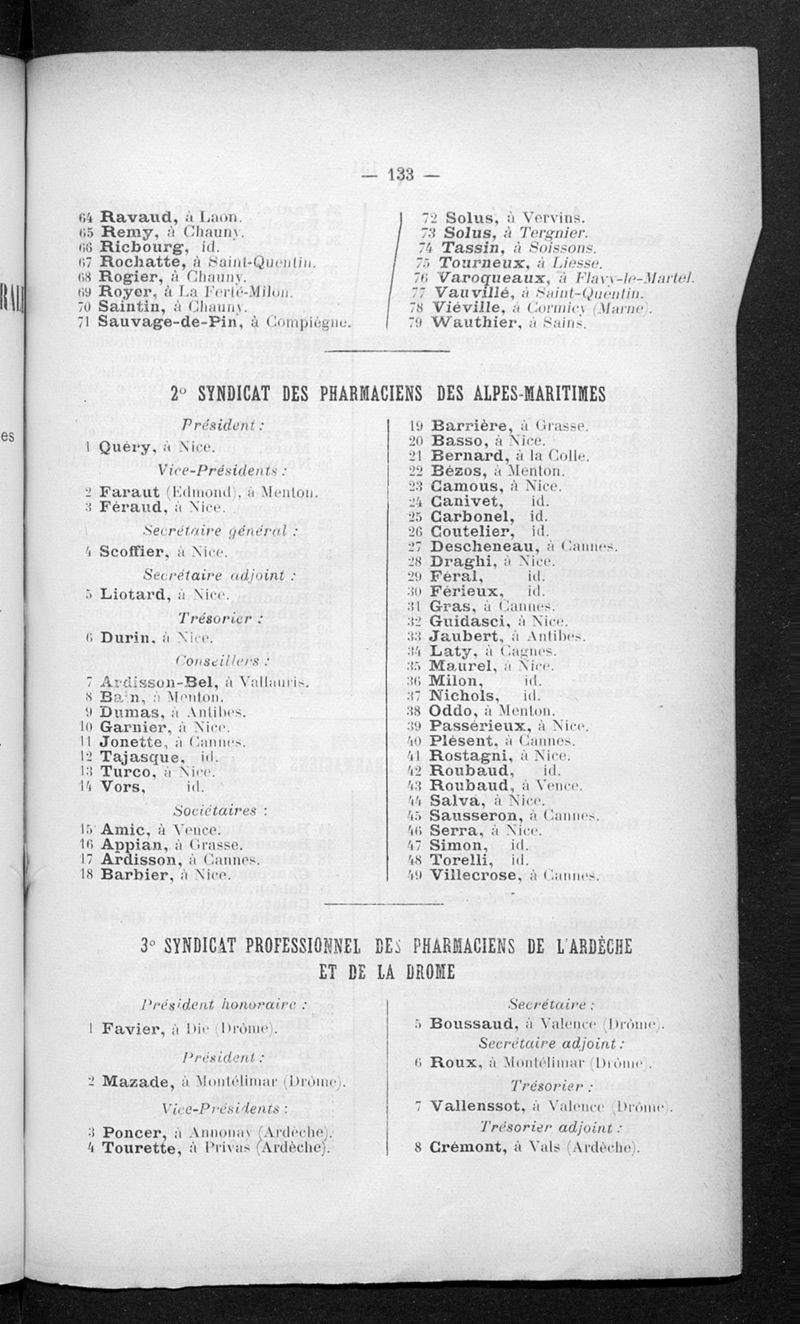 — 133 —
64 Ravaud, à Laon.
65 Remy, à Chauny.
66 Ricbourg, id.
67 Rochatte, à Saint-Quentin.
68 Rogier, à Chauny.
69 Royer, à La Ferté-Milon.
70 Saintin, à Chauny.
71 Sauvage-de-Pin, à Compiègne.
72 Solus, à Vervins.
73 Solus, à Tergnier.
74 Tassin, à Soissons.
75 Tourneux, à Liesse.
76 Varoqueaux, à Flavy-le-Martel.
77 Vauvillé, à Saint-Quentin.
78 Viéville, à Cormicy (Marne).
79 Wauthier, à Sains.
2° SYNDICAT DES PHARMACIENS DES ALPES-MARITIMES
Président :
1 Quéry, à Nice.
Vice-Présidents :
2 Faraut (Edmond), à Menton.
3 Féraud, à Nice.
Secrétaire général :
4 Scoffier, à Nice.
Secrétaire adjoint :
5 Liotard, à Nice.
Trésorier :
6 Durin, à Nice.
Conseillers :
7 Ardisson-Bel, à Vallauris.
8 Bain, à Menton.
9 Dumas, à Antibes.
10 Garnier, à Nice.
11 Jonette, à Cannes.
12 Tajasque, id.
13 Turco, à Nice.
14 Vors, id.
Sociétaires :
15 Amic, à Vence.
16 Appian, à Grasse.
17 Ardisson, à Cannes.
18 Barbier, à Nice.
19 Barrière, à Grasse.
20 Basso, à Nice.
21 Bernard, à la Colle.
22 Bézos, à Menton.
23 Camous, à Nice.
24 Canivet, id.
25 Carbonel, id.
26 Coutelier, id.
27 Descheneau, à Cannes.
28 Draghi, à Nice.
29 Féral, id.
30 Férieux, id.
31 Gras, à Cannes.
32 Guidasci, à Nice.
33 Jaubert, à Antibes.
34 Laty, à Cagnes.
35 Maurel, à Nice.
36 Milon, id.
37 Nichols, id.
38 Oddo, à Menton.
39 Passérieux, à Nice.
40 Plésent, à Cannes.
41 Rostagni, à Nice.
42 Roubaud, id.
43 Roubaud, à Vence.
44 Salva, à Nice.
45 Sausseron, à Cannes.
46 Serra, à Nice.
47 Simon, id.
48 Torelli, id.
49 Villecrose, à Cannes.
3° SYNDICAT PROFESSIONNEL DES PHARMACIENS DE L'ARDÈCHE
ET DE LA DROME
Président honoraire :
1 Favier, à Die (Drôme).
Président :
2 Mazade, à Montélimar (Drôme).
Vice-Présidents :
3 Poncer, à Annonay (Ardèche).
4 Tourette, à Privas (Ardèche).
Secrétaire :
5 Boussaud, à Valence (Drôme).
Secrétaire adjoint :
6 Roux, à Montélimar (Drôme).
Trésorier :
7 Vallenssot, à Valence (Drôme).
Trésorier adjoint :
8 Crémont, à Vals (Ardèche).